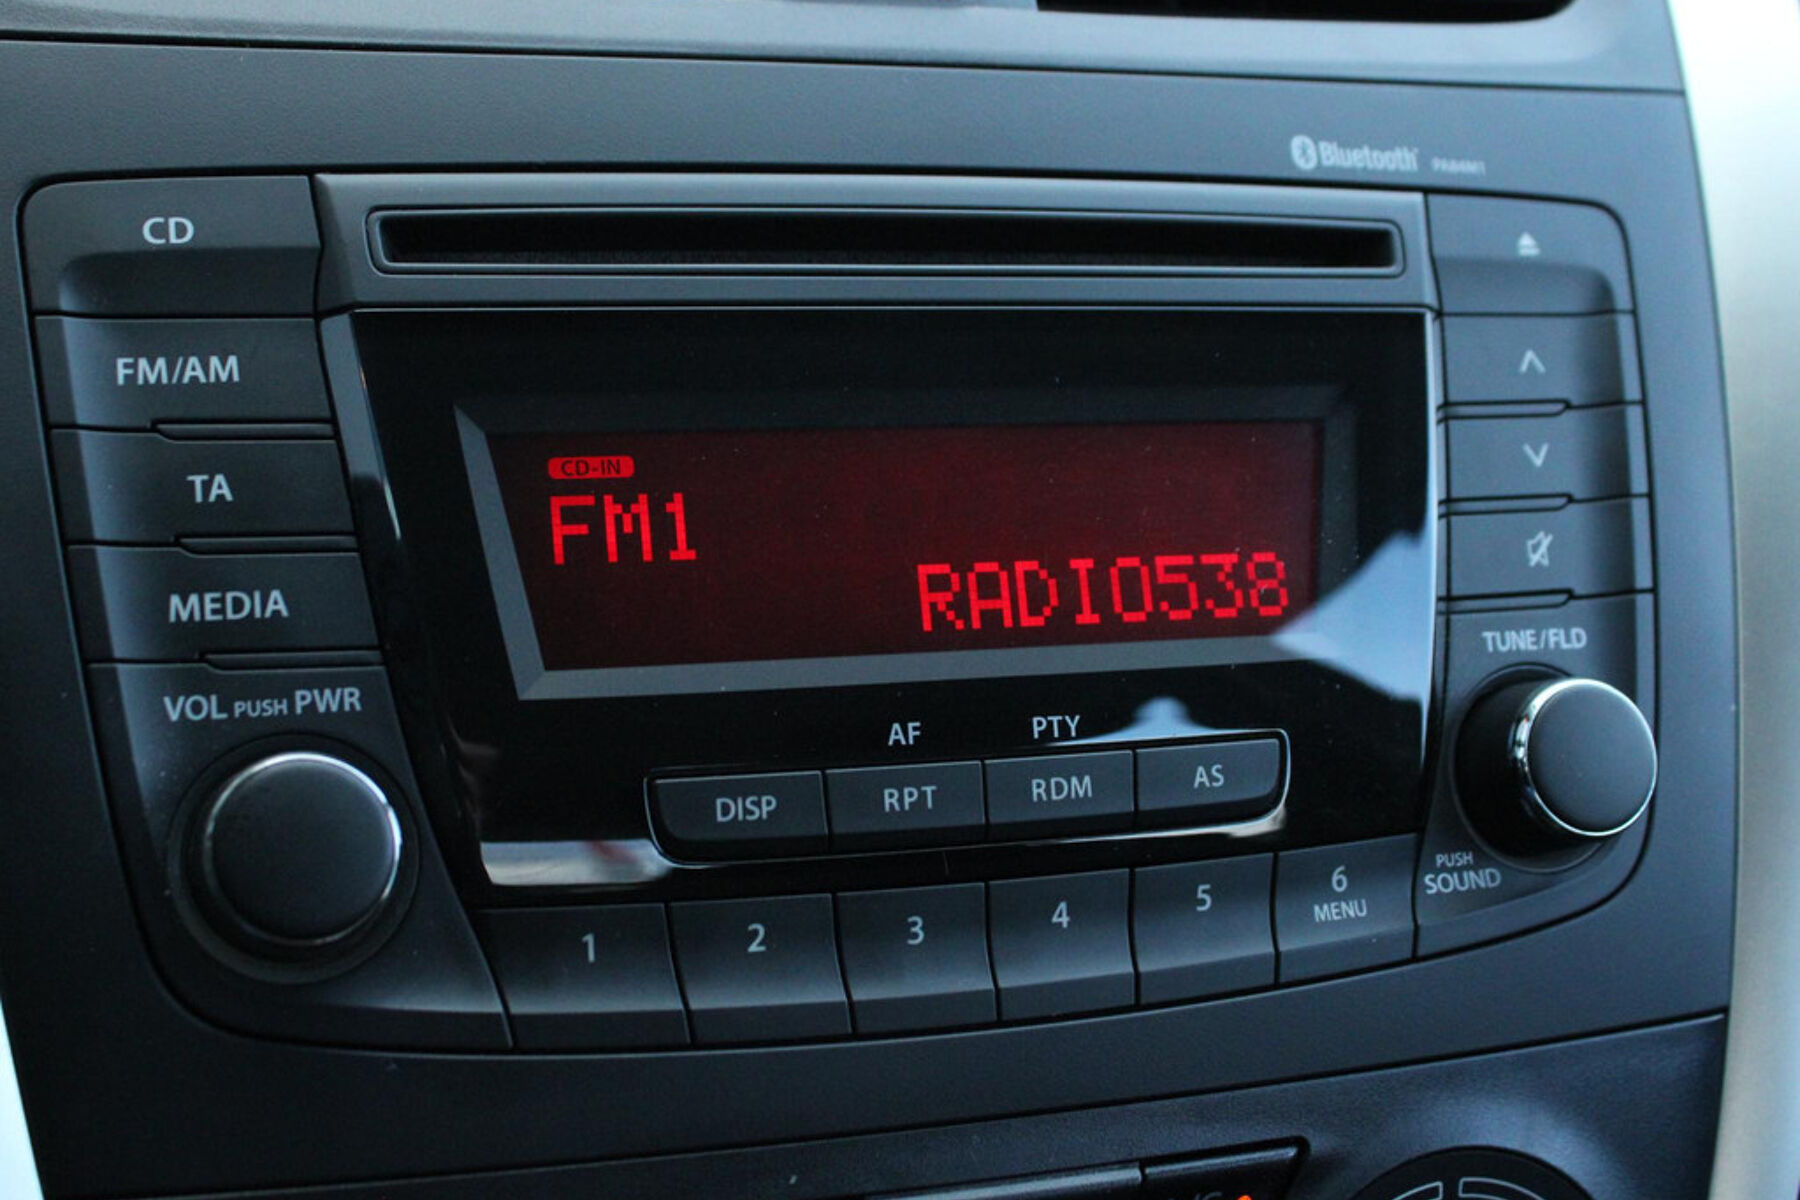 Bluetooth
CD
FM/AM
TA
MEDIA
VOL PUSH PWR
CD-IN
FM1
RADIO538
TUNE/FLD
AF PTY
DISP RPT RDM AS
PUSH
SOUND
1 2 3 4 5 6
MENU